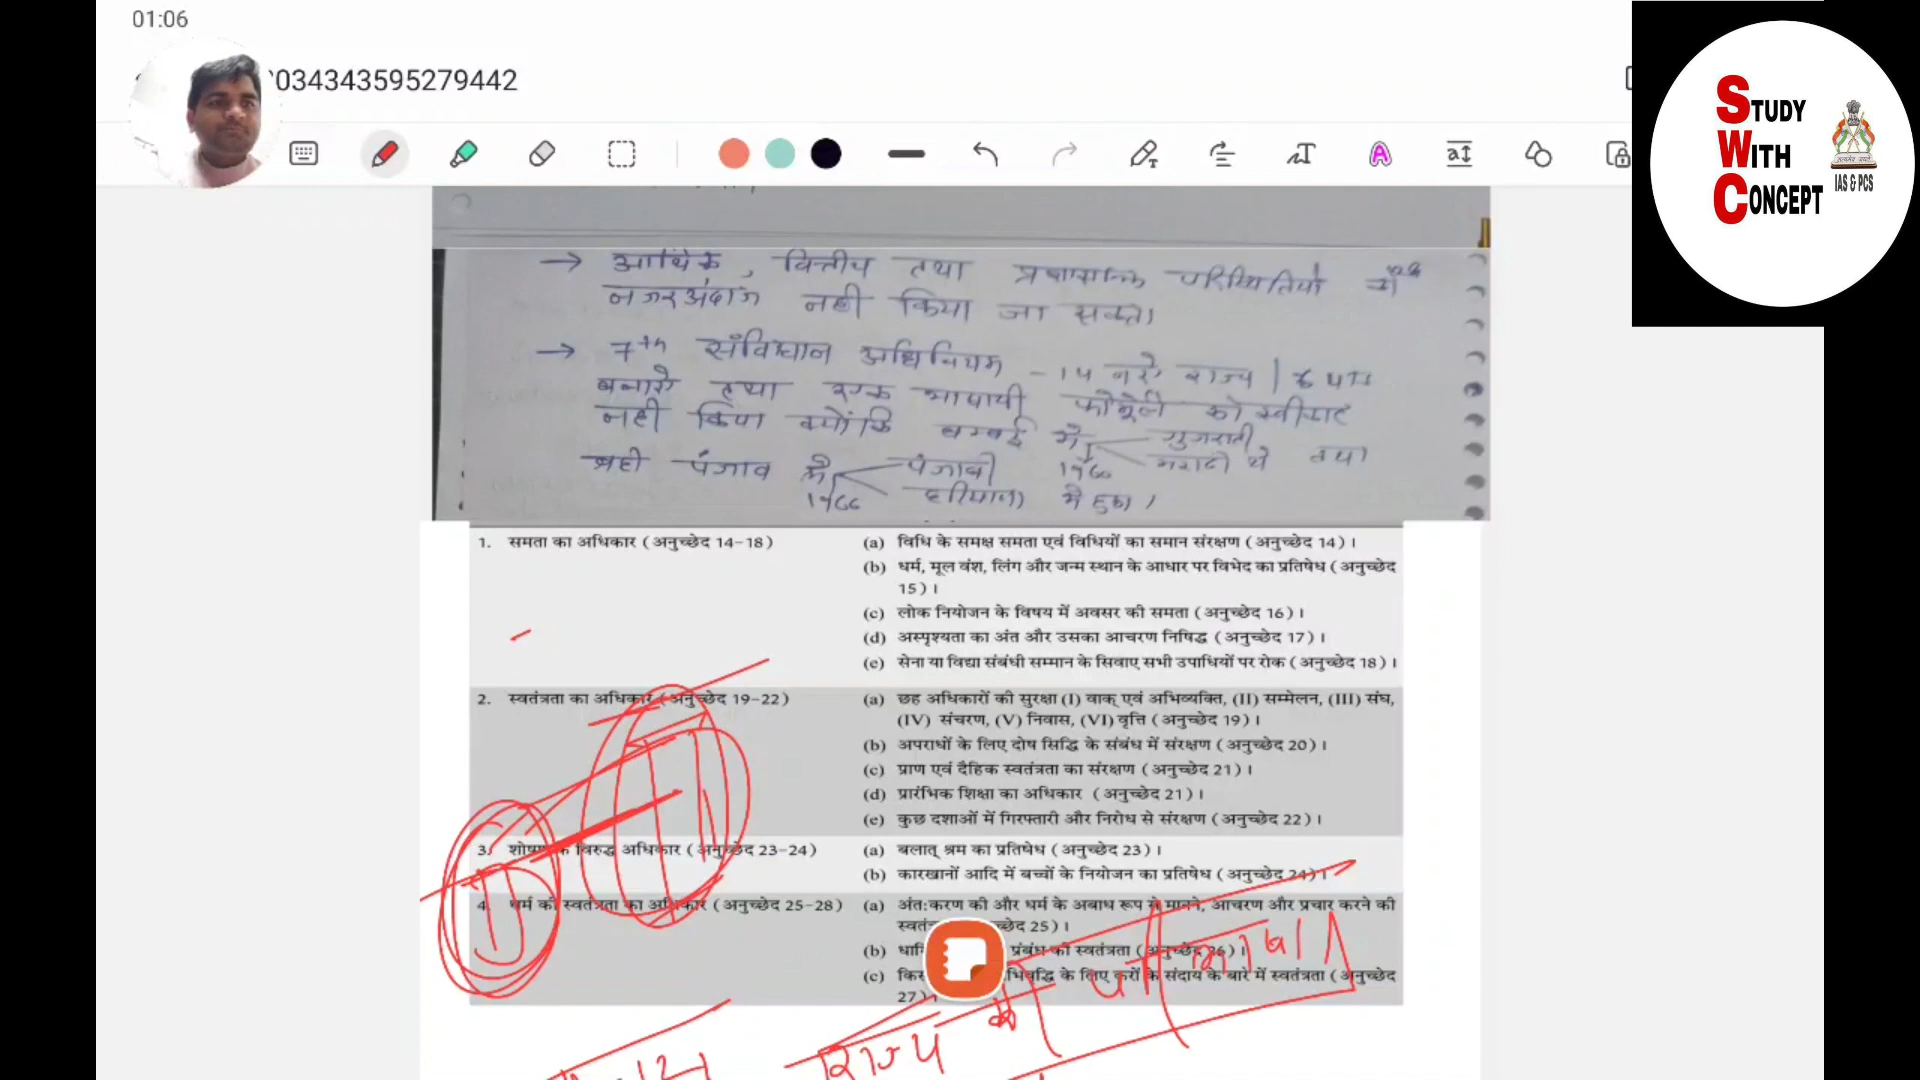 01:06
034343595279442
STUDY
WITH
CONCEPT
IAS & PCS
→ आर्थिक, वित्तीय तथा प्रशासनिक परिस्थितियों को
नजरअंदाज नही किया जा सकता
→ 7th संविधान अधिनियम - 14 नए राज्य | 6 UTs
बनाये तथा एक भाषायी फॉर्मूले को स्वीकार
नही किया क्योंकि बम्बई मे गुजराती
मराठी थे तथा
वही पंजाब मे पंजाबी 1960
1966 हरियाना मे हुआ।
1. समता का अधिकार (अनुच्छेद 14-18)
(a) विधि के समक्ष समता एवं विधियों का समान संरक्षण (अनुच्छेद 14)।
(b) धर्म, मूल वंश, लिंग और जन्म स्थान के आधार पर विभेद का प्रतिषेध (अनुच्छेद
15)।
(c) लोक नियोजन के विषय में अवसर की समता (अनुच्छेद 16)।
(d) अस्पृश्यता का अंत और उसका आचरण निषिद्ध (अनुच्छेद 17)।
(e) सेना या विद्या संबंधी सम्मान के सिवाए सभी उपाधियों पर रोक (अनुच्छेद 18)।
2. स्वतंत्रता का अधिकार (अनुच्छेद 19-22)
(a) छह अधिकारों की सुरक्षा (I) वाक् एवं अभिव्यक्ति, (II) सम्मेलन, (III) संघ,
(IV) संचरण, (V) निवास, (VI) वृत्ति (अनुच्छेद 19)।
(b) अपराधों के लिए दोष सिद्धि के संबंध में संरक्षण (अनुच्छेद 20)।
(c) प्राण एवं दैहिक स्वतंत्रता का संरक्षण (अनुच्छेद 21)।
(d) प्रारंभिक शिक्षा का अधिकार (अनुच्छेद 21)।
(e) कुछ दशाओं में गिरफ्तारी और निरोध से संरक्षण (अनुच्छेद 22)।
3. शोषण के विरुद्ध अधिकार (अनुच्छेद 23-24)
(a) बलात् श्रम का प्रतिषेध (अनुच्छेद 23)।
(b) कारखानों आदि में बच्चों के नियोजन का प्रतिषेध (अनुच्छेद 24)।
4. धर्म की स्वतंत्रता का अधिकार (अनुच्छेद 25-28)
(a) अंत:करण की और धर्म के अबाध रूप से मानने, आचरण और प्रचार करने की
(अनुच्छेद 25)।
(b) प्रबंध की स्वतंत्रता (अनुच्छेद 26)।
(c) के लिए करों के संदाय के बारे में स्वतंत्रता (अनुच्छेद
27)।
राज्य की